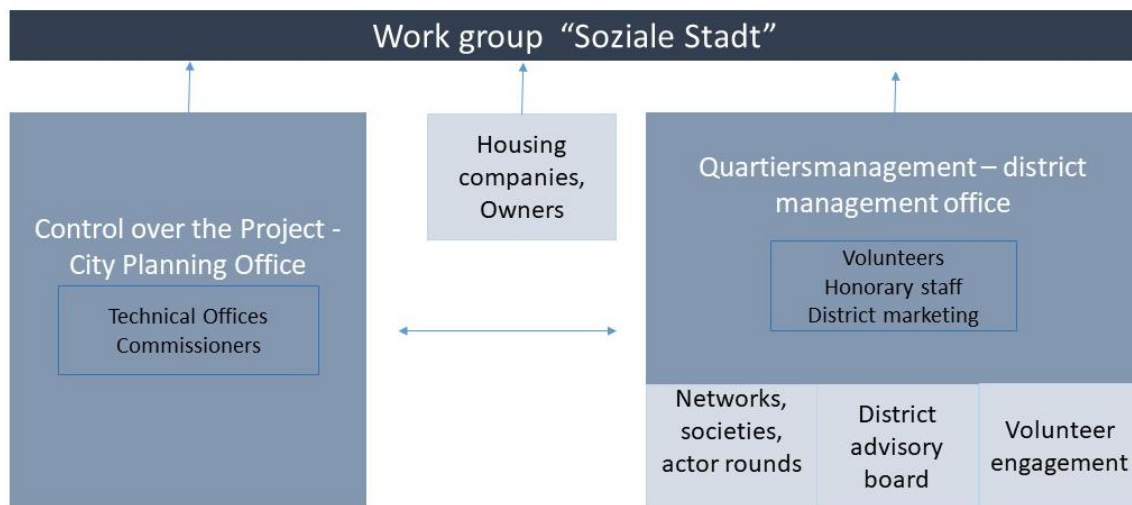 Work group “Soziale Stadt”
Control over the Project -
City Planning Office
Technical Offices
Commissioners
Housing
companies,
Owners
Quartiersmanagement – district
management office
Volunteers
Honorary staff
District marketing
Networks,
societies,
actor rounds
District
advisory
board
Volunteer
engagement